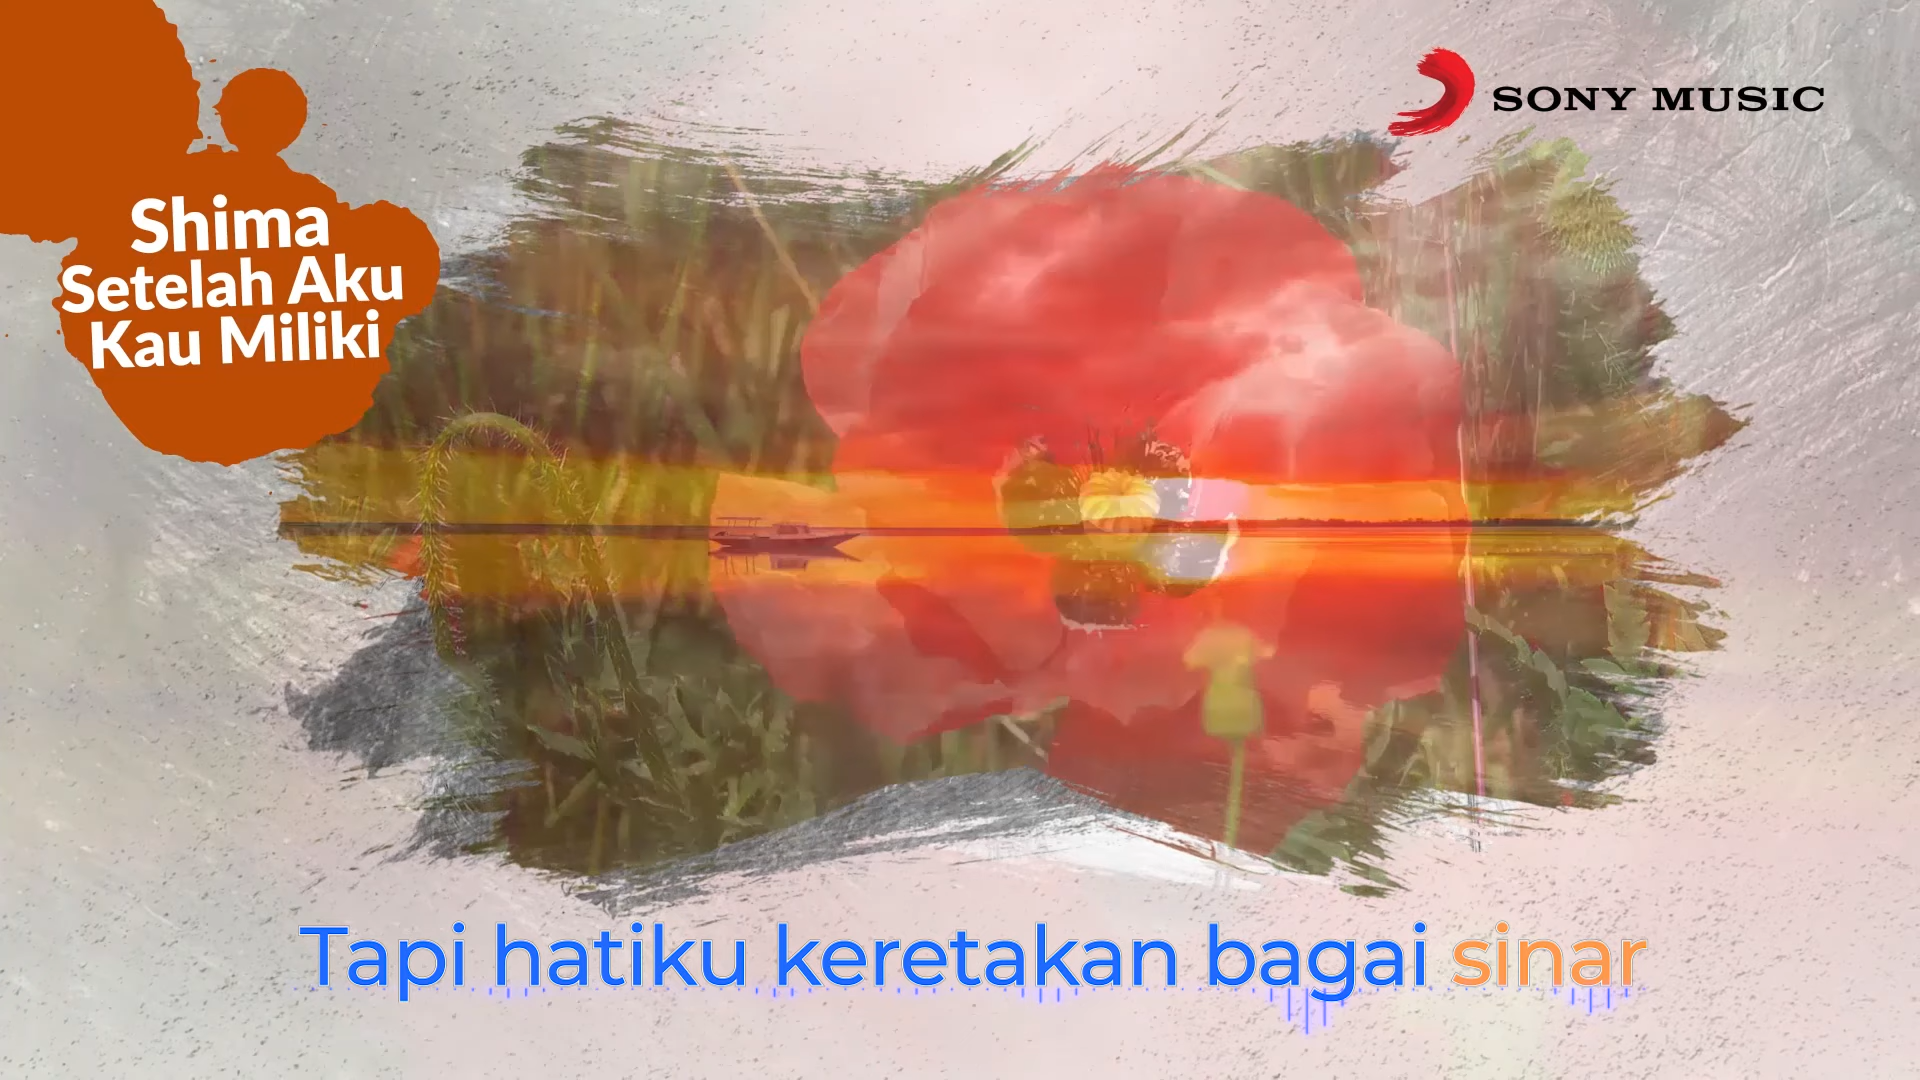 Shima
Setelah Aku
Kau Miliki
SONY MUSIC
Tapi hatiku keretakan bagai sinar